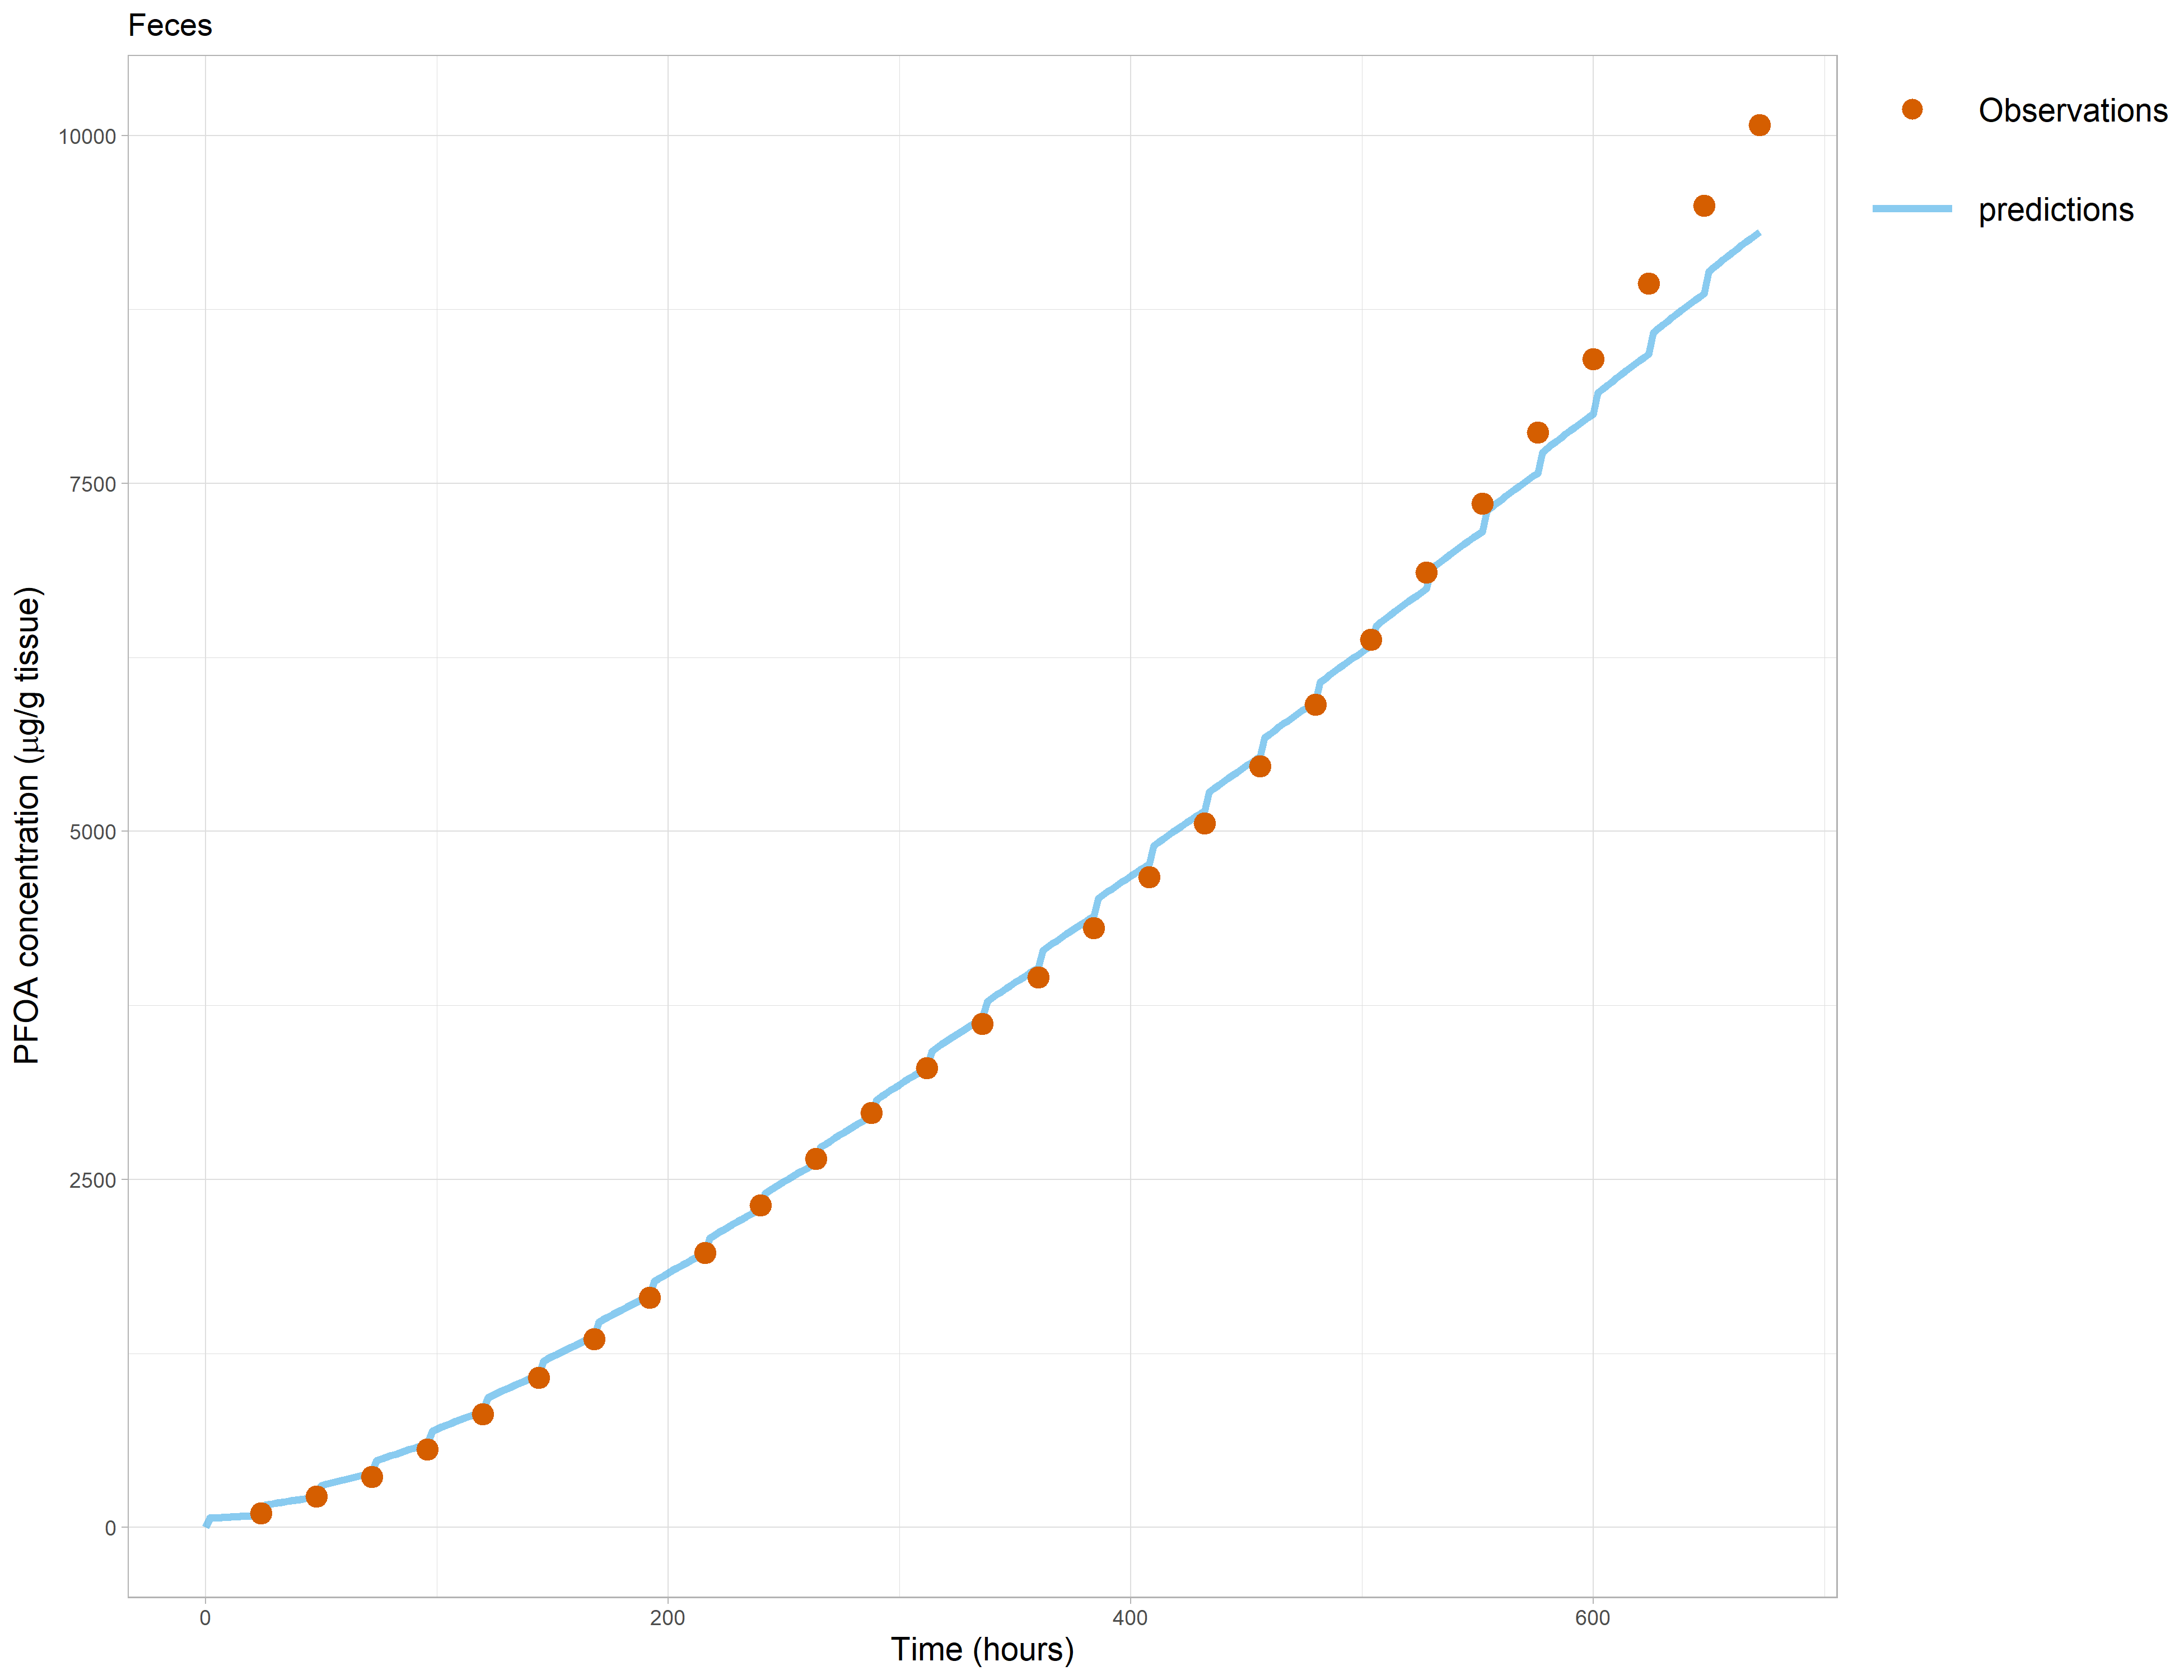 Feces
Observations
predictions
PFOA concentration (μg/g tissue)
10000
7500
5000
2500
0
0
200
400
600
Time (hours)